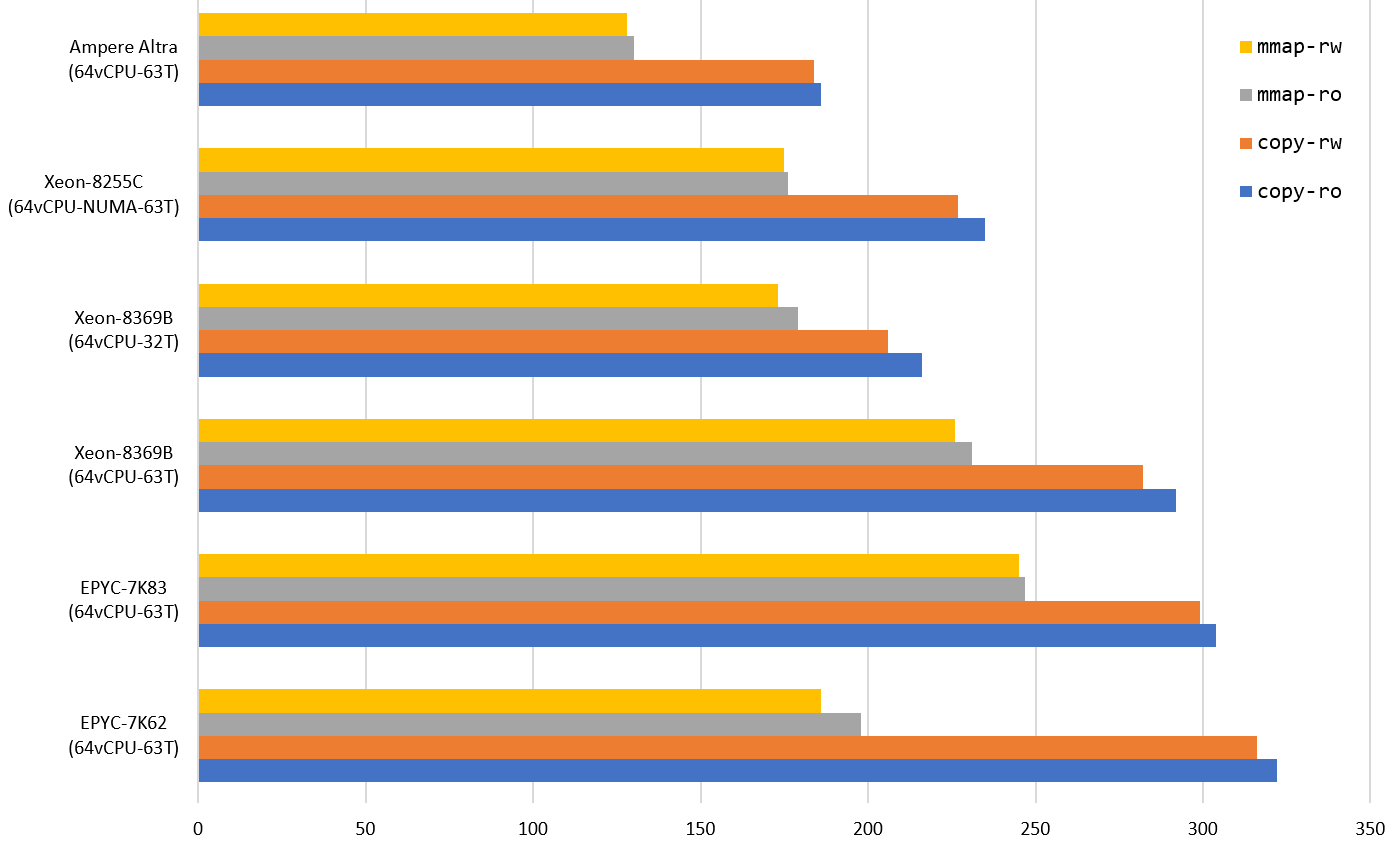 Ampere Altra
(64vCPU-63T)
Xeon-8255C
(64vCPU-NUMA-63T)
Xeon-8369B
(64vCPU-32T)
Xeon-8369B
(64vCPU-63T)
EPYC-7K83
(64vCPU-63T)
EPYC-7K62
(64vCPU-63T)
0 50 100 150 200 250 300 350
mmap-rw
mmap-ro
copy-rw
copy-ro